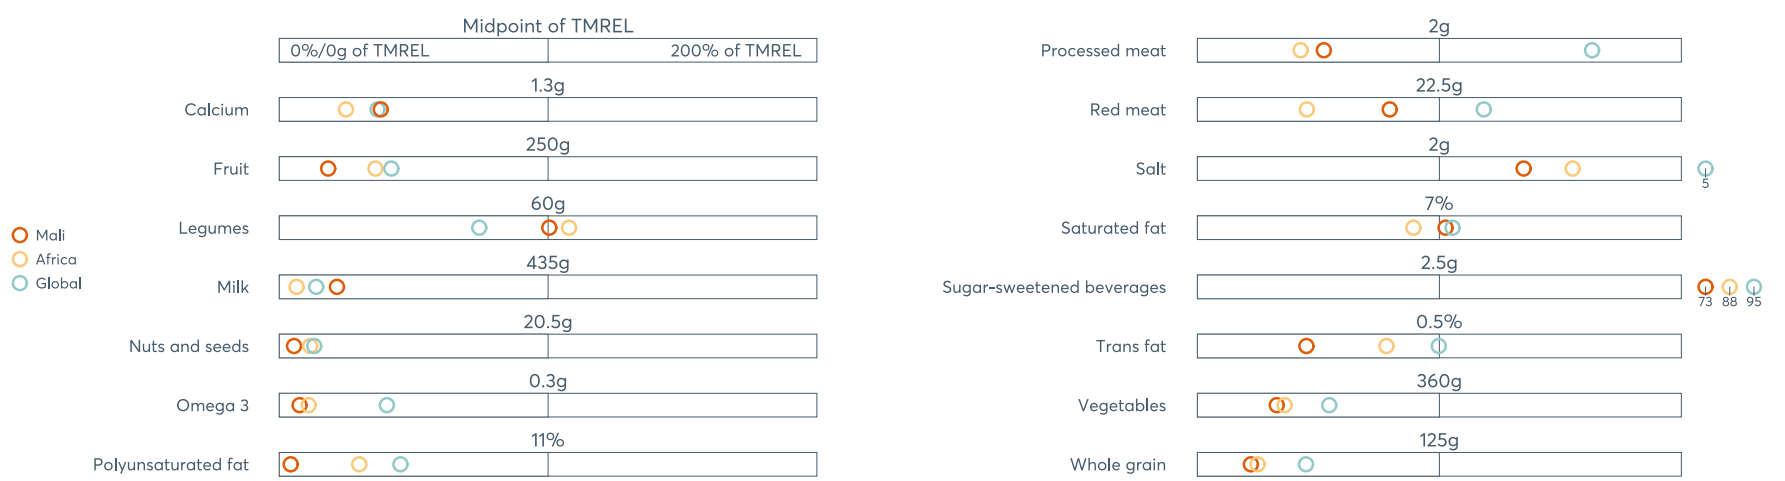 Midpoint of TMREL
0%/0g of TMREL 200% of TMREL
1.3g
Calcium
250g
Fruit
60g
Legumes
435g
Milk
20.5g
Nuts and seeds
0.3g
Omega 3
11%
Polyunsaturated fat
Mali
Africa
Global
2g
Processed meat
22.5g
Red meat
2g
Salt
5
7%
Saturated fat
2.5g
Sugar-sweetened beverages
73 88 95
0.5%
Trans fat
360g
Vegetables
125g
Whole grain